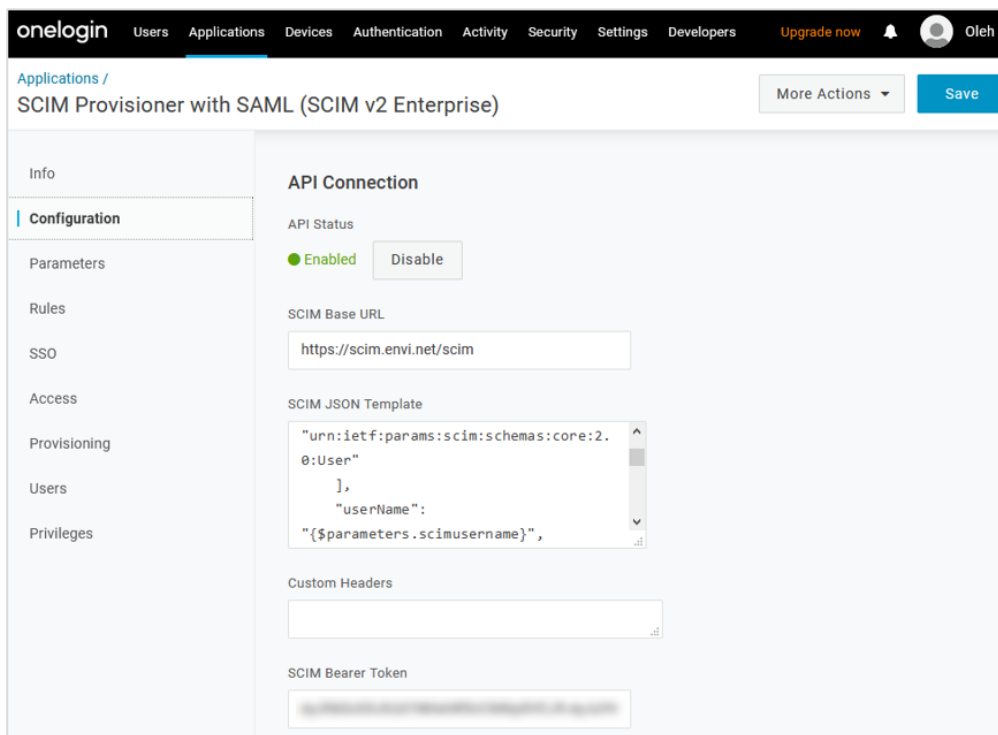 onelogin Users Applications Devices Authentication Activity Security Settings Developers Upgrade now Oleh
Applications /
SCIM Provisioner with SAML (SCIM v2 Enterprise)
More Actions
Save
Info
Configuration
Parameters
Rules
SSO
Access
Provisioning
Users
Privileges
API Connection
API Status
Enabled
Disable
SCIM Base URL
https://scim.envi.net/scim
SCIM JSON Template
"urn:ietf:params:scim:schemas:core:2.
0:User"
],
"userName":
"{$parameters.scimusername}",
Custom Headers
SCIM Bearer Token